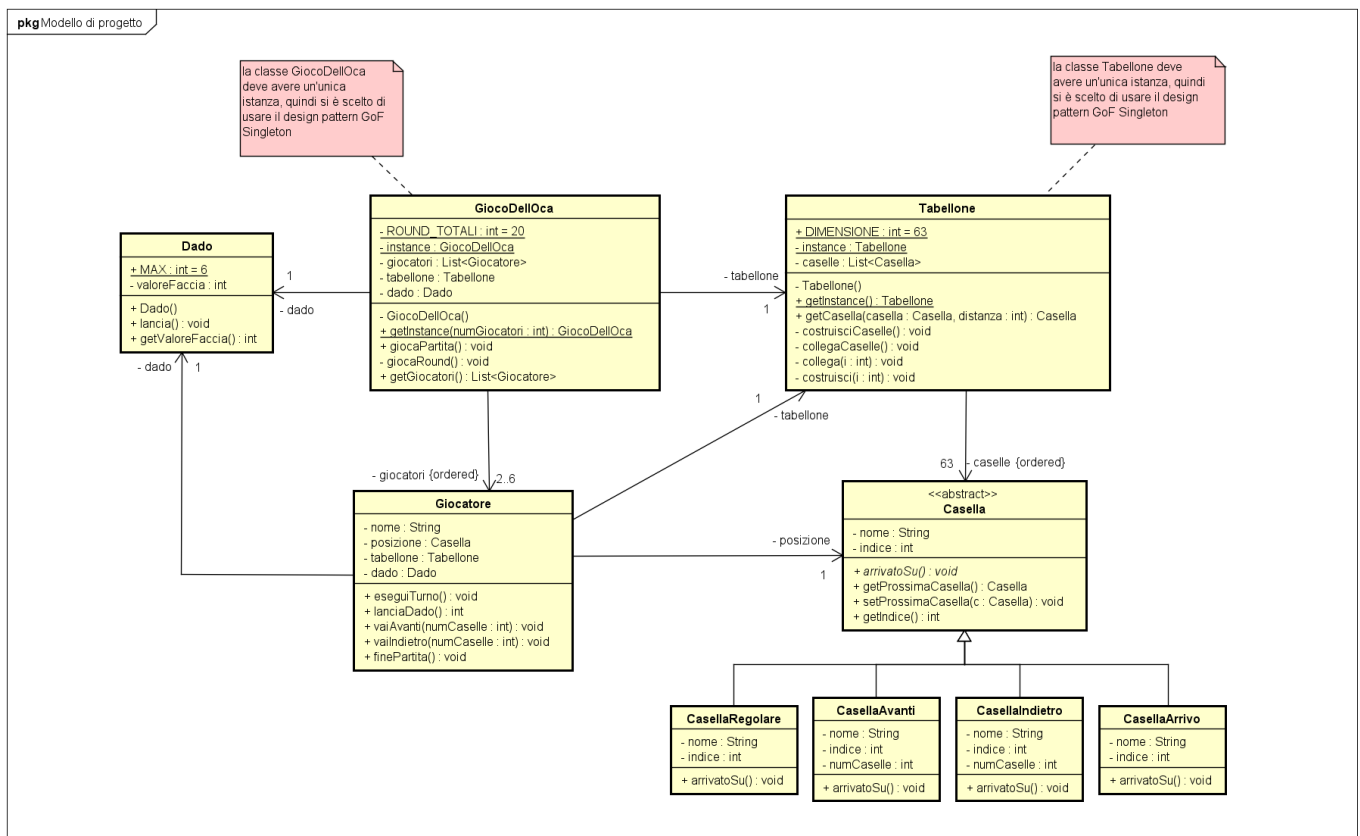 pkg Modello di progetto
la classe GiocoDellOca
deve avere un'unica
istanza, quindi si è scelto di
usare il design pattern GoF
Singleton
la classe Tabellone deve
avere un'unica istanza, quindi
si è scelto di usare il design
pattern GoF Singleton
GiocoDellOca
- ROUND_TOTALI : int = 20
- instance : GiocoDellOca
- giocatori : List<Giocatore>
- tabellone : Tabellone
- dado : Dado
- GiocoDellOca()
+ getInstance(numGiocatori : int) : GiocoDellOca
+ giocaPartita() : void
- giocaRound() : void
+ getGiocatori() : List<Giocatore>
Tabellone
+ DIMENSIONE : int = 63
- instance : Tabellone
- caselle : List<Casella>
- Tabellone()
+ getInstance() : Tabellone
+ getCasella(casella : Casella, distanza : int) : Casella
- costruisciCaselle() : void
- collegaCaselle() : void
- collega(i : int) : void
- costruisci(i : int) : void
Dado
+ MAX : int = 6
- valoreFaccia : int
+ Dado()
+ lancia() : void
+ getValoreFaccia() : int
1
- dado
- tabellone
1
- dado
1
1
- tabellone
- giocatori {ordered}
2..6
63
- caselle {ordered}
Giocatore
- nome : String
- posizione : Casella
- tabellone : Tabellone
- dado : Dado
+ eseguiTurno() : void
+ lanciaDado() : int
+ vaiAvanti(numCaselle : int) : void
+ vaiIndietro(numCaselle : int) : void
+ finePartita() : void
- posizione
1
<<abstract>>
Casella
- nome : String
- indice : int
+ arrivatoSu() : void
+ getProssimaCasella() : Casella
+ setProssimaCasella(c : Casella) : void
+ getIndice() : int
CasellaRegolare
- nome : String
- indice : int
+ arrivatoSu() : void
CasellaAvanti
- nome : String
- indice : int
- numCaselle : int
+ arrivatoSu() : void
CasellaIndietro
- nome : String
- indice : int
- numCaselle : int
+ arrivatoSu() : void
CasellaArrivo
- nome : String
- indice : int
+ arrivatoSu() : void